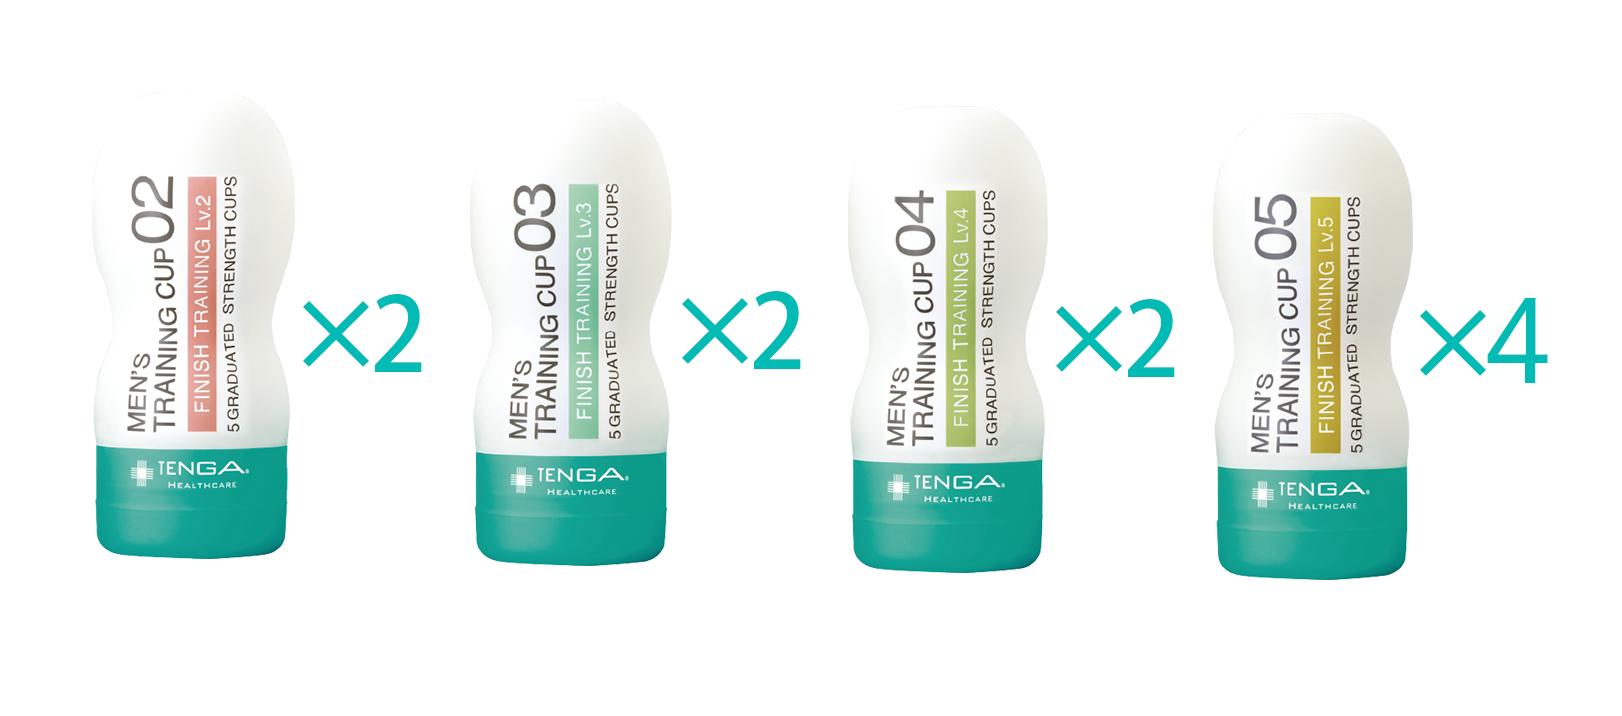 MEN'S
TRAINING CUP 02
FINISH TRAINING Lv.2
5 GRADUATED STRENGTH CUPS
TENGA®
HEALTHCARE
×2
MEN'S
TRAINING CUP 03
FINISH TRAINING Lv.3
5 GRADUATED STRENGTH CUPS
TENGA®
HEALTHCARE
×2
MEN'S
TRAINING CUP 04
FINISH TRAINING Lv.4
5 GRADUATED STRENGTH CUPS
TENGA®
HEALTHCARE
×2
MEN'S
TRAINING CUP 05
FINISH TRAINING Lv.5
5 GRADUATED STRENGTH CUPS
TENGA®
HEALTHCARE
×4